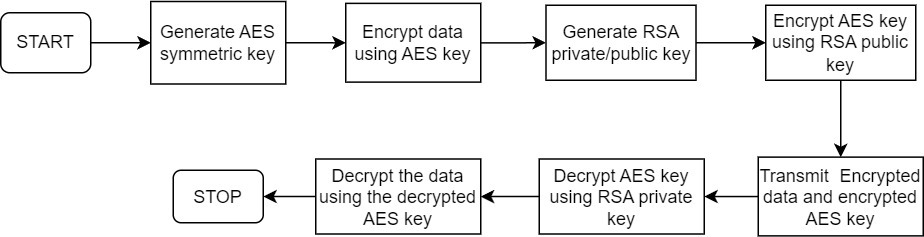 START
Generate AES
symmetric key
Encrypt data
using AES key
Generate RSA
private/public key
Encrypt AES key
using RSA public
key
Transmit Encrypted
data and encrypted
AES key
Decrypt AES key
using RSA private
key
Decrypt the data
using the decrypted
AES key
STOP